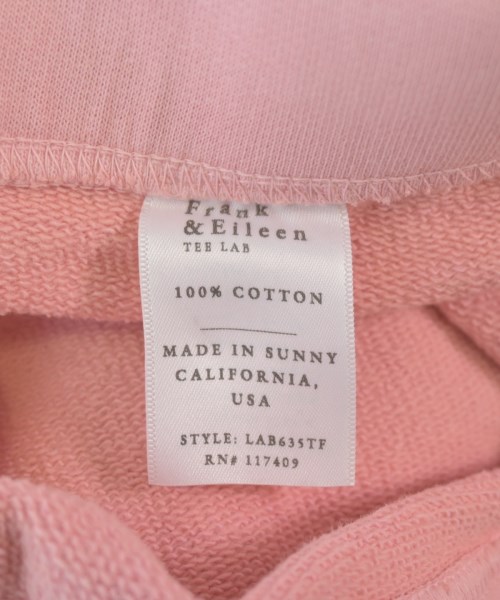 Frank
& Eileen
TEE LAB
100% COTTON
MADE IN SUNNY
CALIFORNIA,
USA
STYLE: LAB635TF
RN# 117409